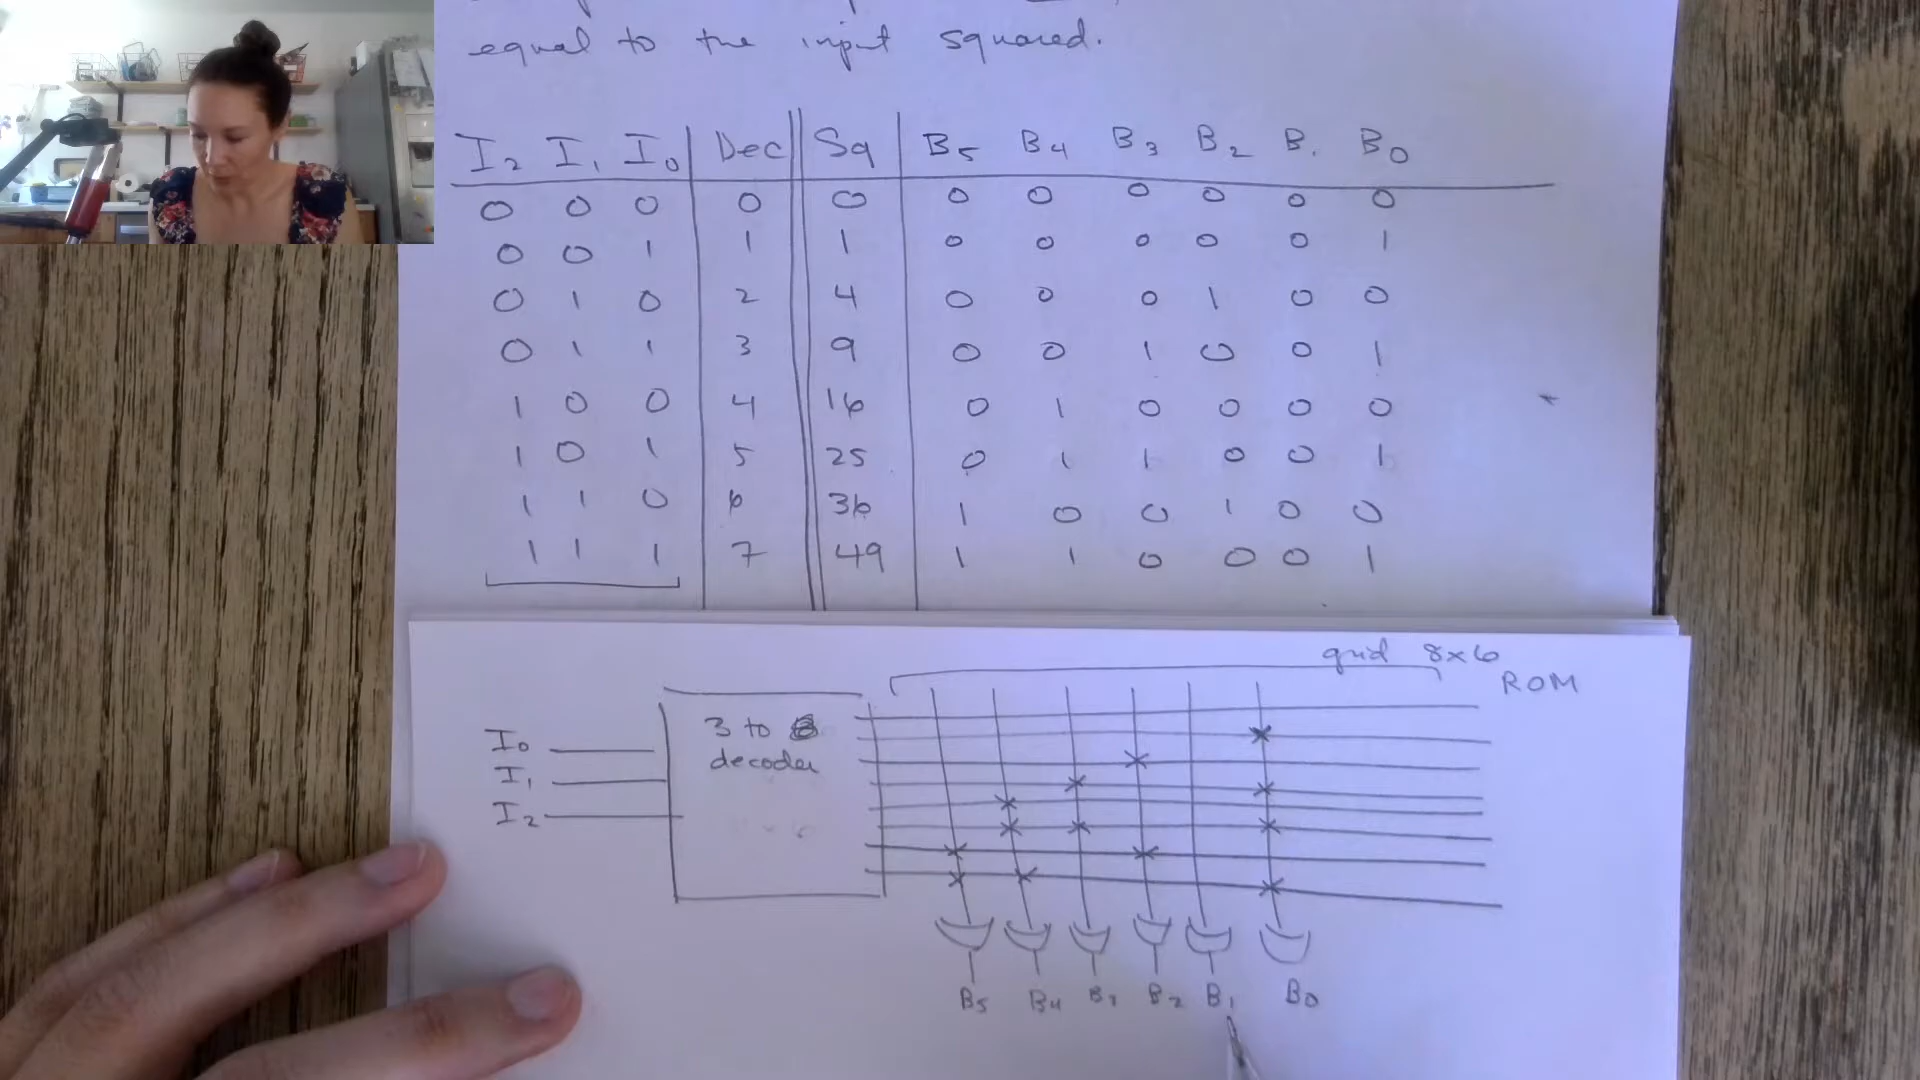 equal to the input squared.
I2 I1 I0 Dec Sq B5 B4 B3 B2 B1 B0
0 0 0 0 0 0 0 0 0 0 0
0 0 1 1 1 0 0 0 0 0 1
0 1 0 2 4 0 0 0 1 0 0
0 1 1 3 9 0 0 1 0 0 1
1 0 0 4 16 0 1 0 0 0 0
1 0 1 5 25 0 1 1 0 0 1
1 1 0 6 36 1 0 0 1 0 0
1 1 1 7 49 1 1 0 0 0 1
grid 8x6
ROM
3 to 8
decoder
I0
I1
I2
B5 B4 B3 B2 B1 B0